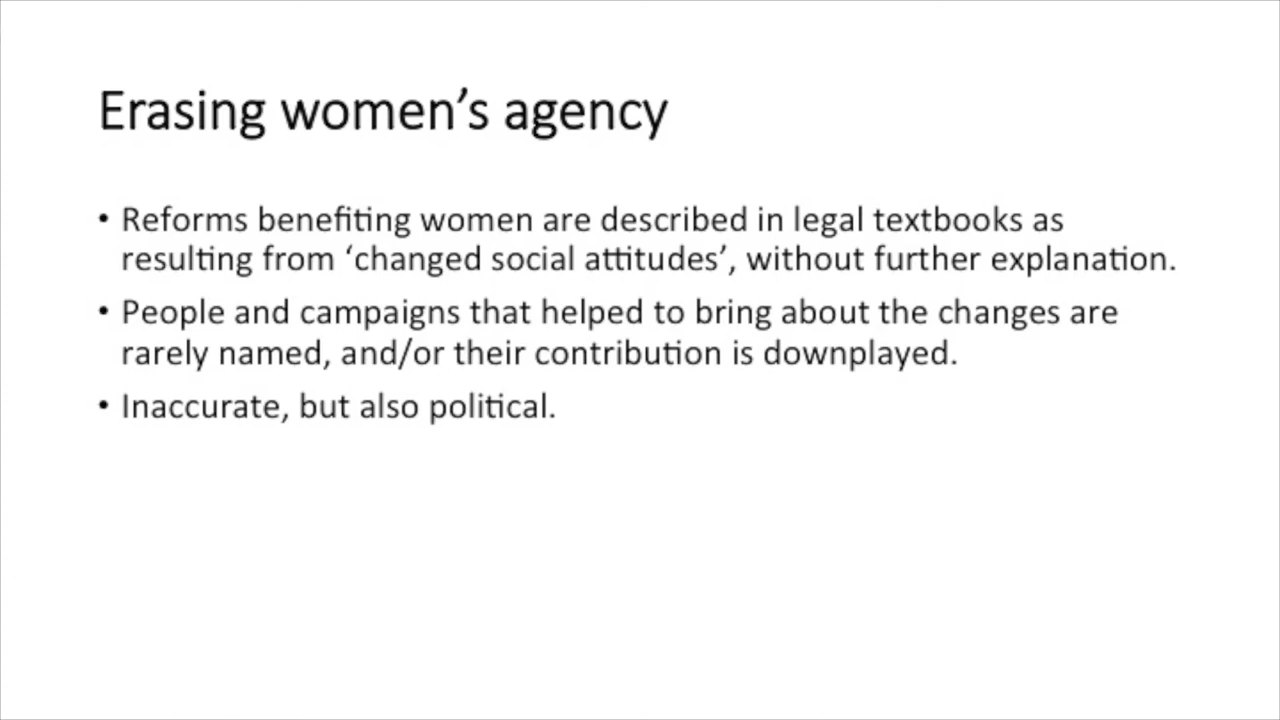 Erasing women’s agency
• Reforms benefiting women are described in legal textbooks as
resulting from ‘changed social attitudes’, without further explanation.
• People and campaigns that helped to bring about the changes are
rarely named, and/or their contribution is downplayed.
• Inaccurate, but also political.